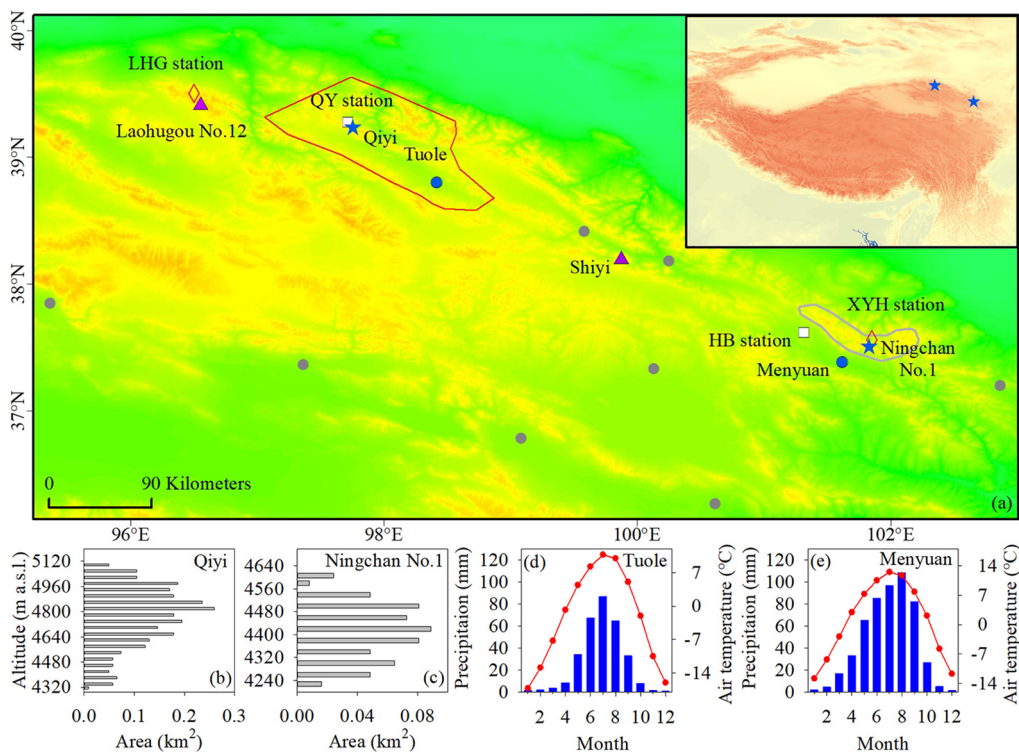 40°N
39°N
38°N
37°N
LHG station
Laohugou No.12
QY station
Qiyi
Tuole
Shiyi
XYH station
HB station
Ningchan
No.1
Menyuan
0 90 Kilometers
(a)
96°E 98°E 100°E 102°E
Qiyi
5120
4960
4800
4640
4480
4320
Altitude (m a.s.l.)
(b)
0.0 0.1 0.2 0.3
Area (km²)
Ningchan No.1
4640
4560
4480
4400
4320
4240
(c)
0.00 0.04 0.08
Area (km²)
(d)
Tuole
120
100
80
60
40
20
0
Precipitaion (mm)
7
0
-7
-14
Air temperature (℃)
2 4 6 8 10 12
Month
(e)
Menyuan
120
100
80
60
40
20
0
Precipitaion (mm)
14
7
0
-7
-14
Air temperature (℃)
2 4 6 8 10 12
Month